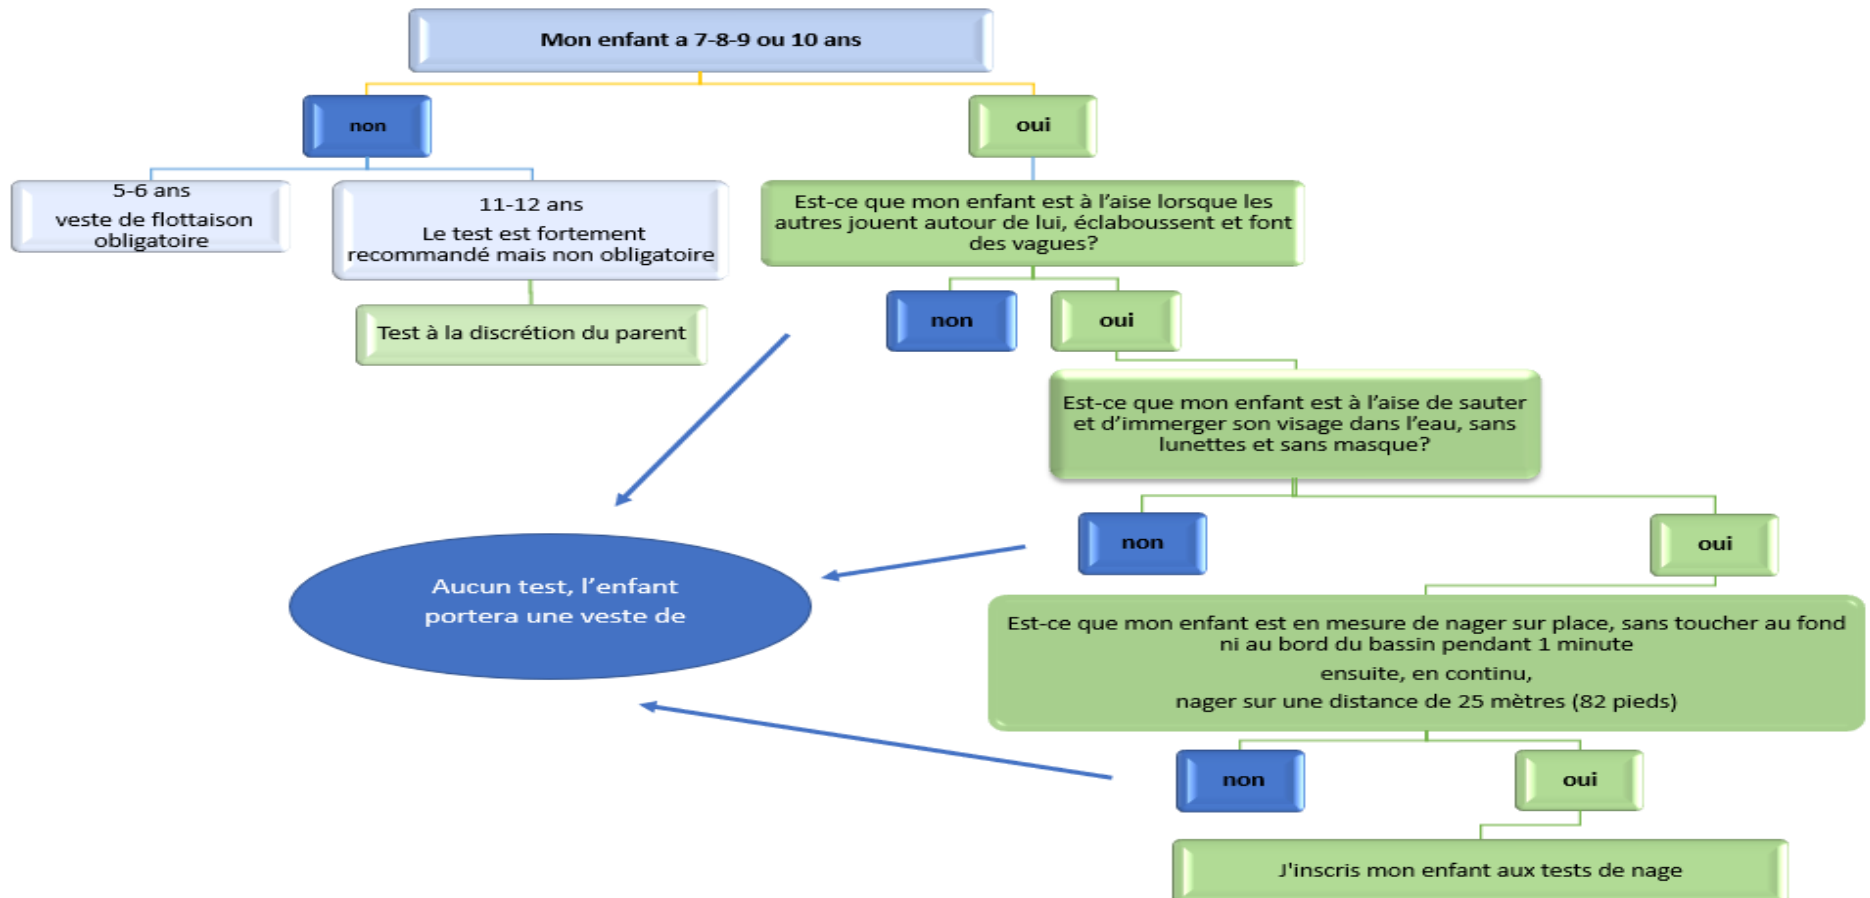 Mon enfant a 7-8-9 ou 10 ans
non
oui
5-6 ans
veste de flottaison
obligatoire
11-12 ans
Le test est fortement
recommandé mais non obligatoire
Test à la discrétion du parent
Est-ce que mon enfant est à l'aise lorsque les
autres jouent autour de lui, éclaboussent et font
des vagues?
non
oui
Est-ce que mon enfant est à l'aise de sauter
et d'immerger son visage dans l'eau, sans
lunettes et sans masque?
non
oui
Aucun test, l'enfant
portera une veste de
Est-ce que mon enfant est en mesure de nager sur place, sans toucher au fond
ni au bord du bassin pendant 1 minute
ensuite, en continu,
nager sur une distance de 25 mètres (82 pieds)
non
oui
J'inscris mon enfant aux tests de nage